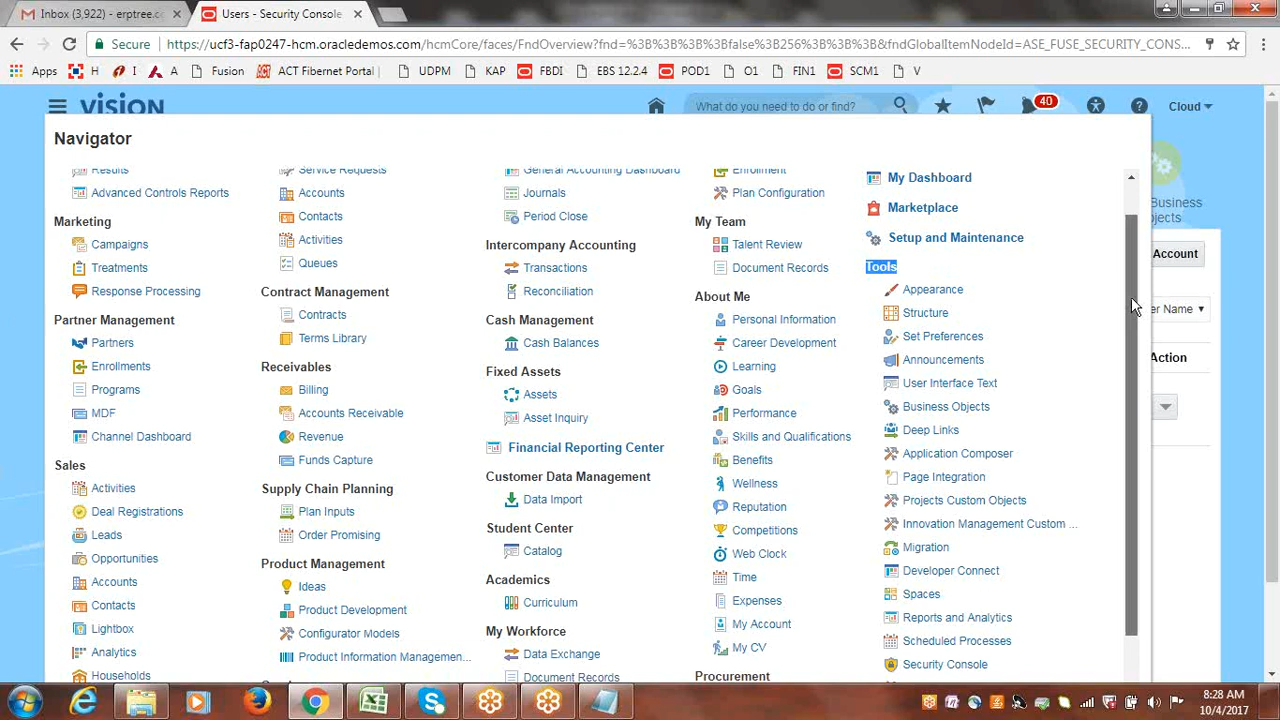 Inbox (3,922) - erptree.c
Users - Security Console
Secure
https://ucf3-fap0247-hcm.oracledemos.com/hcmCore/faces/FndOverview?fnd=%3B%3B%3B%3Bfalse%3B256%3B%3B%3B&fndGlobalItemNodeId=ASE_FUSE_SECURITY_CONS...
Apps
H
I
A
Fusion
ACT Fibernet Portal
UDPM
KAP
FBDI
EBS 12.2.4
POD1
O1
FIN1
SCM1
V
VISION
What do you need to do or find?
40
Cloud
Navigator
Results
Advanced Controls Reports
Marketing
Campaigns
Treatments
Response Processing
Partner Management
Partners
Enrollments
Programs
MDF
Channel Dashboard
Sales
Activities
Deal Registrations
Leads
Opportunities
Accounts
Contacts
Lightbox
Analytics
Households
Service Requests
Accounts
Contacts
Activities
Queues
Contract Management
Contracts
Terms Library
Receivables
Billing
Accounts Receivable
Revenue
Funds Capture
Supply Chain Planning
Plan Inputs
Order Promising
Product Management
Ideas
Product Development
Configurator Models
Product Information Managemen...
General Accounting Dashboard
Journals
Period Close
Intercompany Accounting
Transactions
Reconciliation
Cash Management
Cash Balances
Fixed Assets
Assets
Asset Inquiry
Financial Reporting Center
Customer Data Management
Data Import
Student Center
Catalog
Academics
Curriculum
My Workforce
Data Exchange
Document Records
Enrollment
Plan Configuration
My Team
Talent Review
Document Records
About Me
Personal Information
Career Development
Learning
Goals
Performance
Skills and Qualifications
Benefits
Wellness
Reputation
Competitions
Web Clock
Time
Expenses
My Account
My CV
Procurement
My Dashboard
Marketplace
Setup and Maintenance
Tools
Appearance
Structure
Set Preferences
Announcements
User Interface Text
Business Objects
Deep Links
Application Composer
Page Integration
Projects Custom Objects
Innovation Management Custom ...
Migration
Developer Connect
Spaces
Reports and Analytics
Scheduled Processes
Security Console
Business
Objects
Account
er Name
Action
8:28 AM
10/4/2017